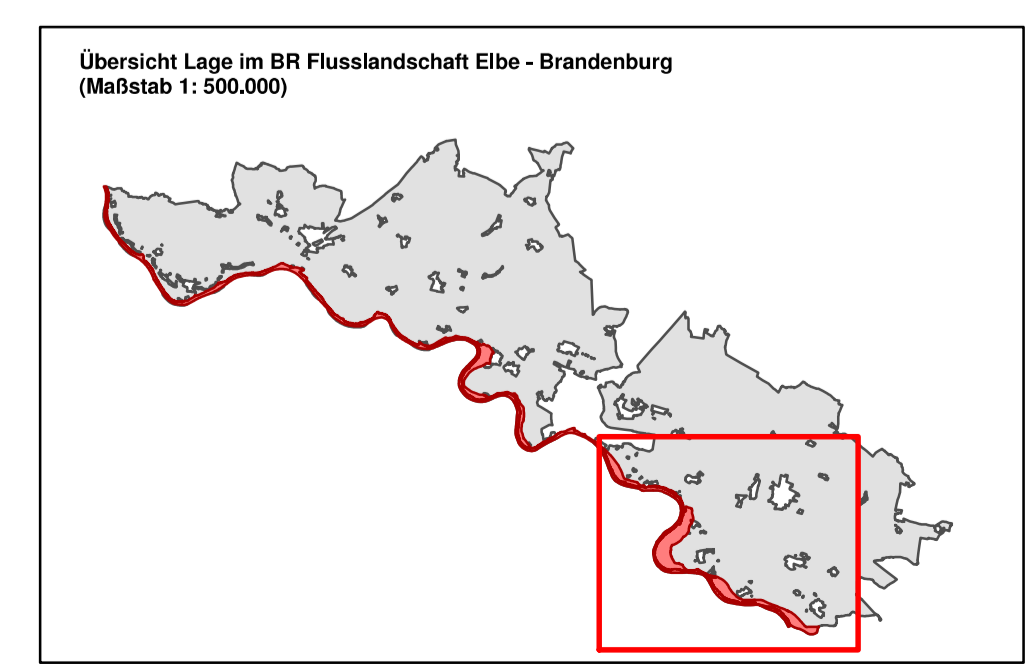 Übersicht Lage im BR Flusslandschaft Elbe - Brandenburg
(Maßstab 1: 500.000)